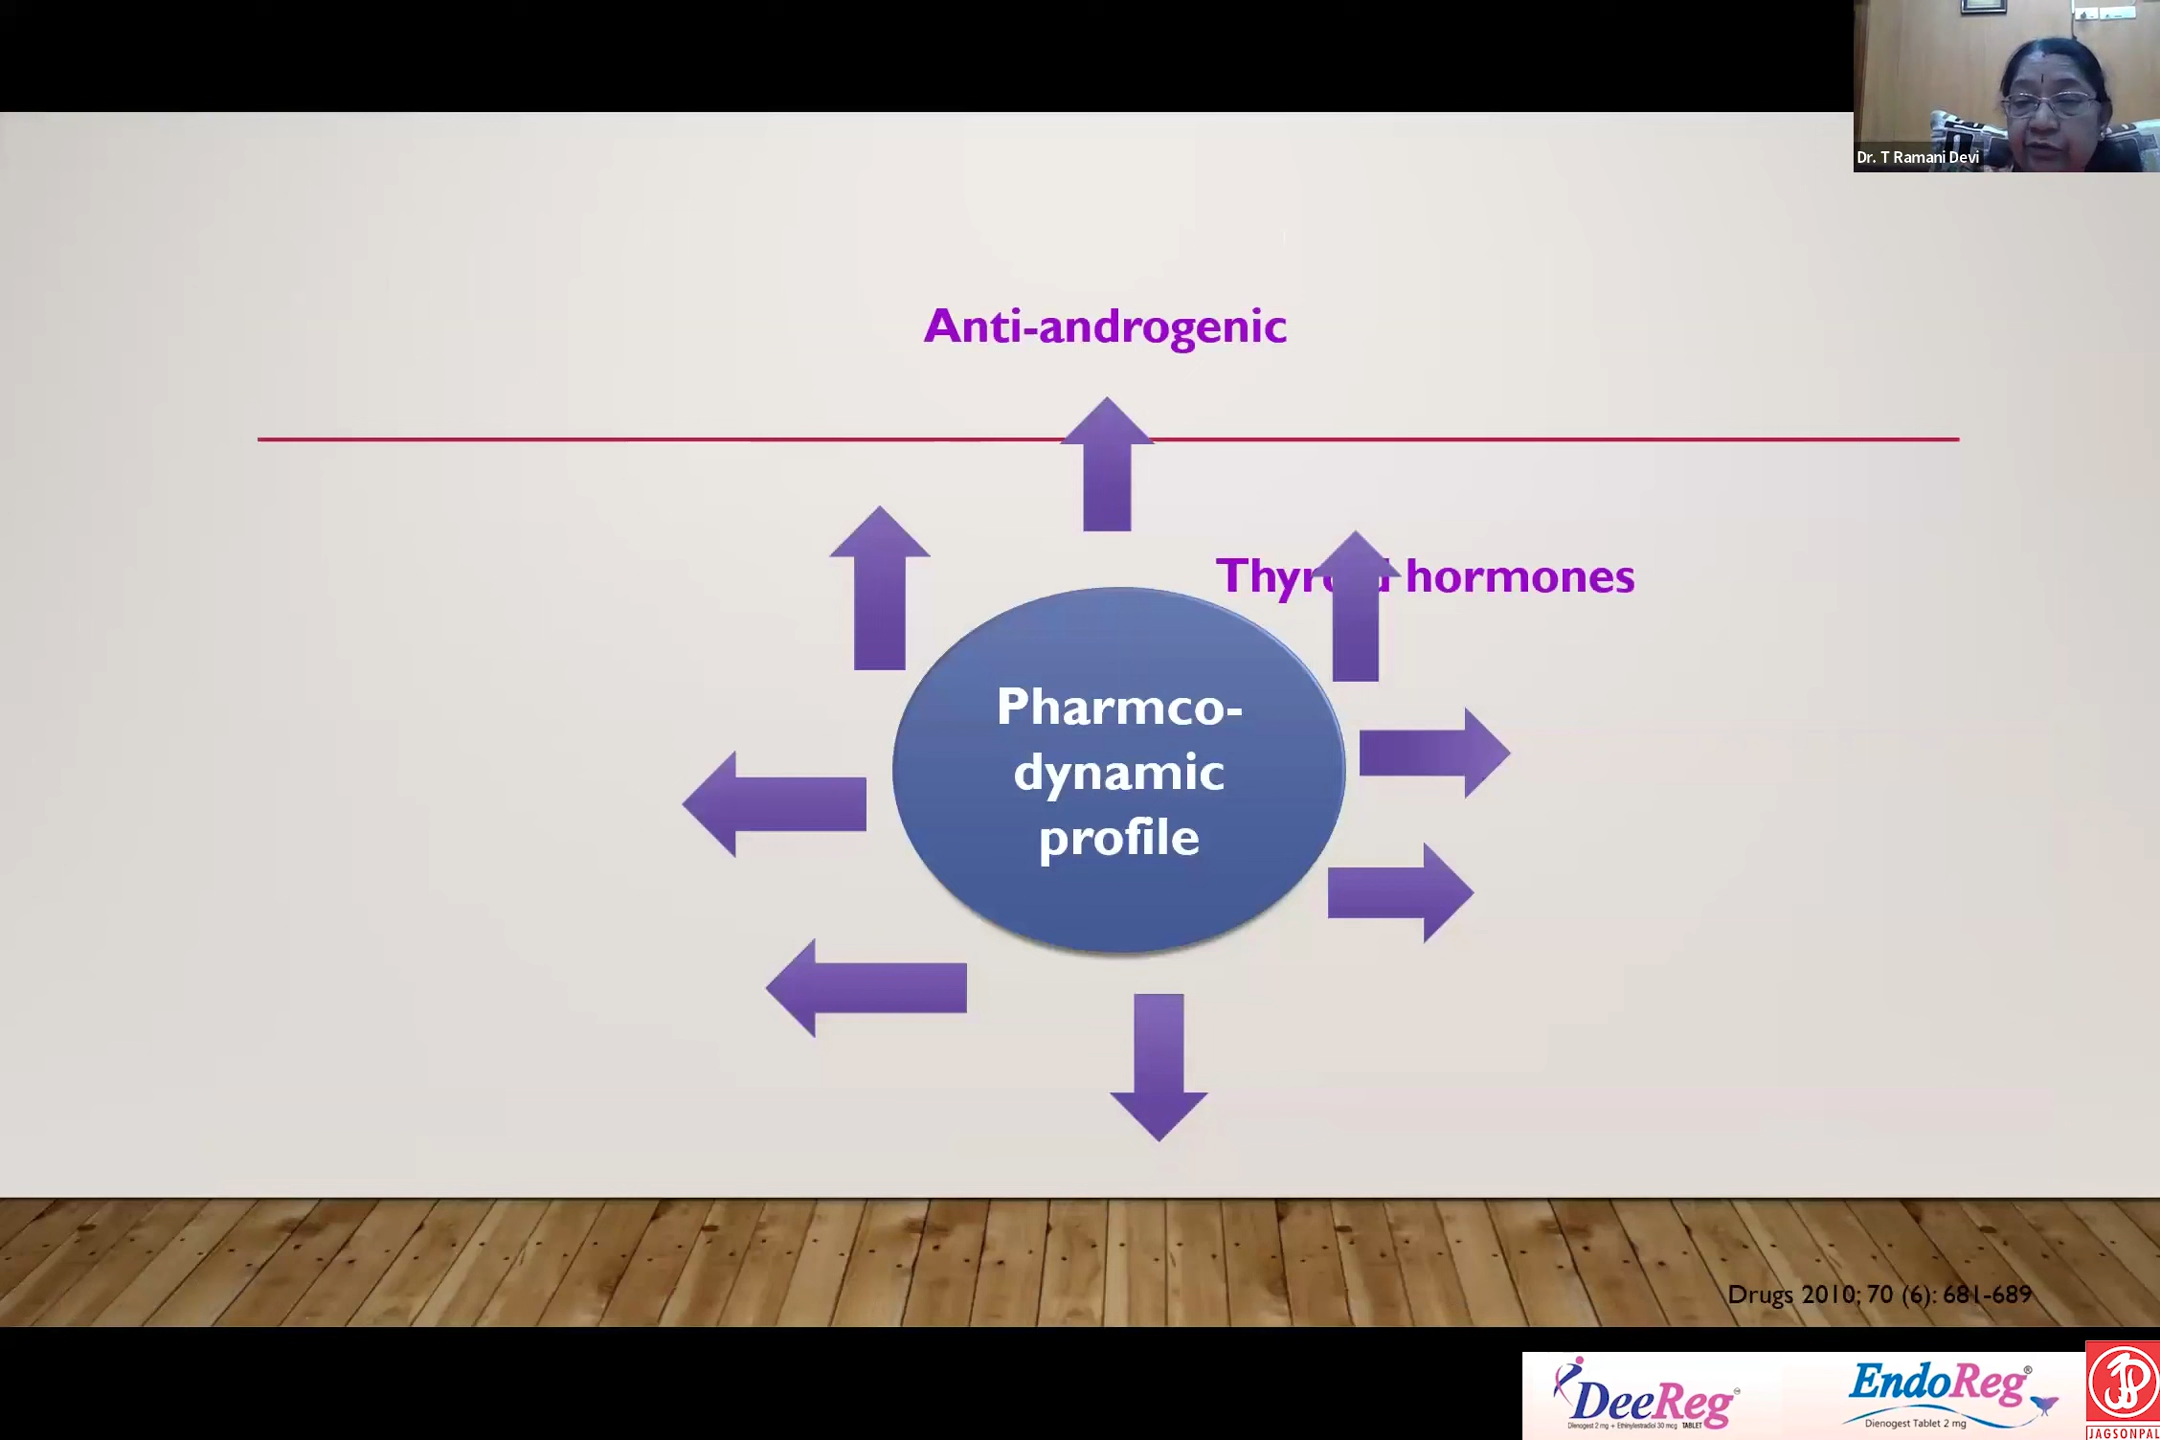 Dr. T Ramani Devi
Anti-androgenic
Thyroid hormones
Pharmco-
dynamic
profile
Drugs 2010; 70 (6): 681-689
DeeReg™
Dienogest 2 mg + Ethinylestradiol 30 mcg TABLET
EndoReg®
Dienogest Tablet 2 mg
JAGSONPAL